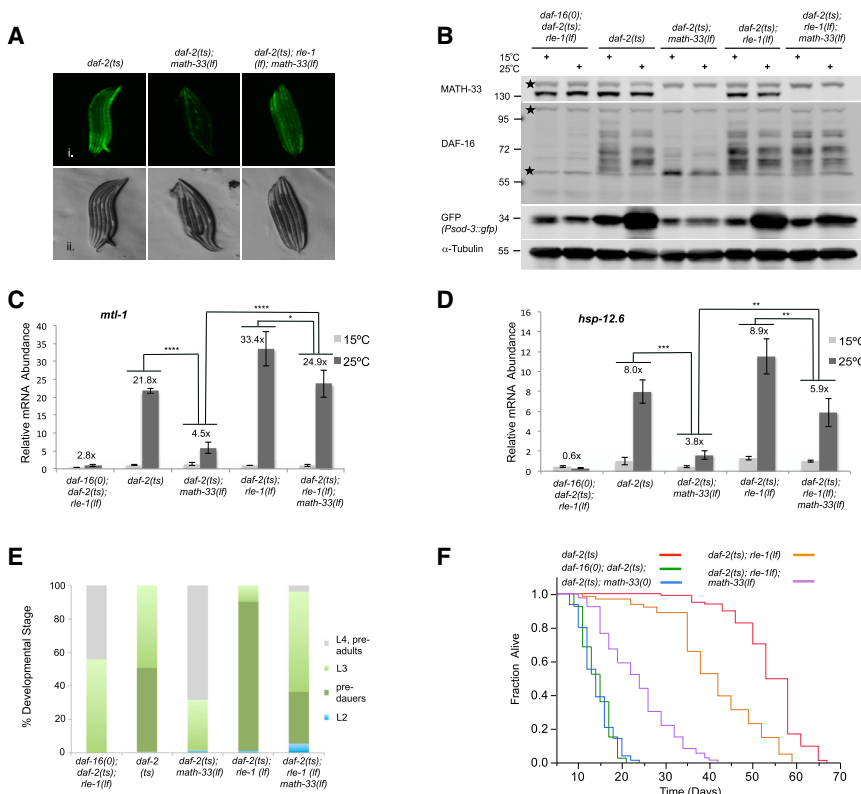 A
daf-2(ts)
daf-2(ts);
math-33(lf)
daf-2(ts); rle-1
(lf); math-33(lf)
i.
ii.
B
daf-16(0);
daf-2(ts);
rle-1(lf)
daf-2(ts)
daf-2(ts);
math-33(lf)
daf-2(ts);
rle-1(lf)
daf-2(ts);
rle-1(lf);
math-33(lf)
15°C + + + + +
25°C + + + + +
MATH-33
130
95
DAF-16
72
55
GFP
(Psod-3::gfp)
34
α-Tubulin
55
C
mtl-1
Relative mRNA Abundance
40
35
30
25
20
15
10
5
0
2.8x
21.8x
4.5x
33.4x
24.9x
****
****
*
15ºC
25ºC
daf-16(0);
daf-2(ts);
rle-1(lf)
daf-2(ts)
daf-2(ts);
math-33(lf)
daf-2(ts);
rle-1(lf)
daf-2(ts);
rle-1(lf);
math-33(lf)
D
hsp-12.6
Relative mRNA Abundance
16
14
12
10
8
6
4
2
0
0.6x
8.0x
3.8x
8.9x
5.9x
***
**
**
15ºC
25ºC
daf-16(0);
daf-2(ts);
rle-1(lf)
daf-2(ts)
daf-2(ts);
math-33(lf)
daf-2(ts);
rle-1(lf)
daf-2(ts);
rle-1(lf);
math-33(lf)
E
% Developmental Stage
100
80
60
40
20
0
L4, pre-
adults
L3
pre-
dauers
L2
daf-16(0);
daf-2(ts);
rle-1(lf)
daf-2
(ts)
daf-2(ts);
math-33(lf)
daf-2(ts);
rle-1 (lf)
daf-2(ts);
rle-1 (lf)
math-33(lf)
F
daf-2(ts)
daf-16(0); daf-2(ts);
daf-2(ts); math-33(0)
daf-2(ts); rle-1(lf)
daf-2(ts); rle-1lf);
math-33(lf)
Fraction Alive
1.0
0.8
0.6
0.4
0.2
0.0
10 20 30 40 50 60 70
Time (Days)